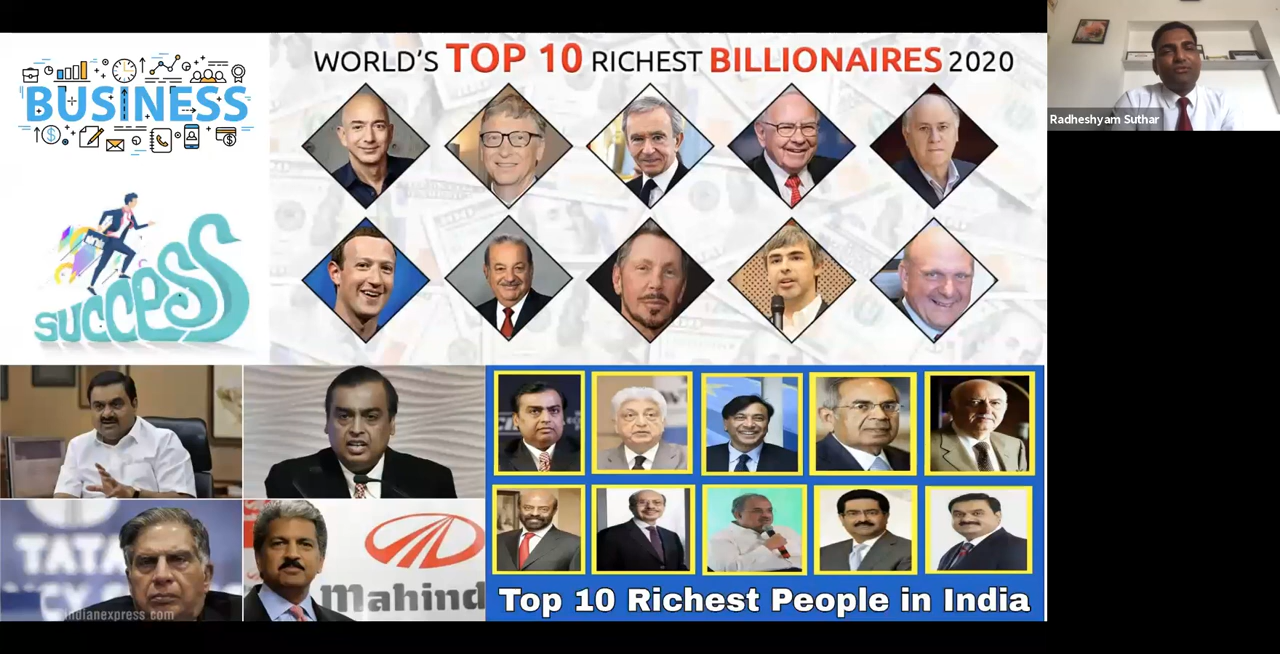 WORLD'S TOP 10 RICHEST BILLIONAIRES 2020
BUSINESS
SUCCESS
Radheshyam Suthar
TATA
indianexpress.com
Mahind
Top 10 Richest People in India